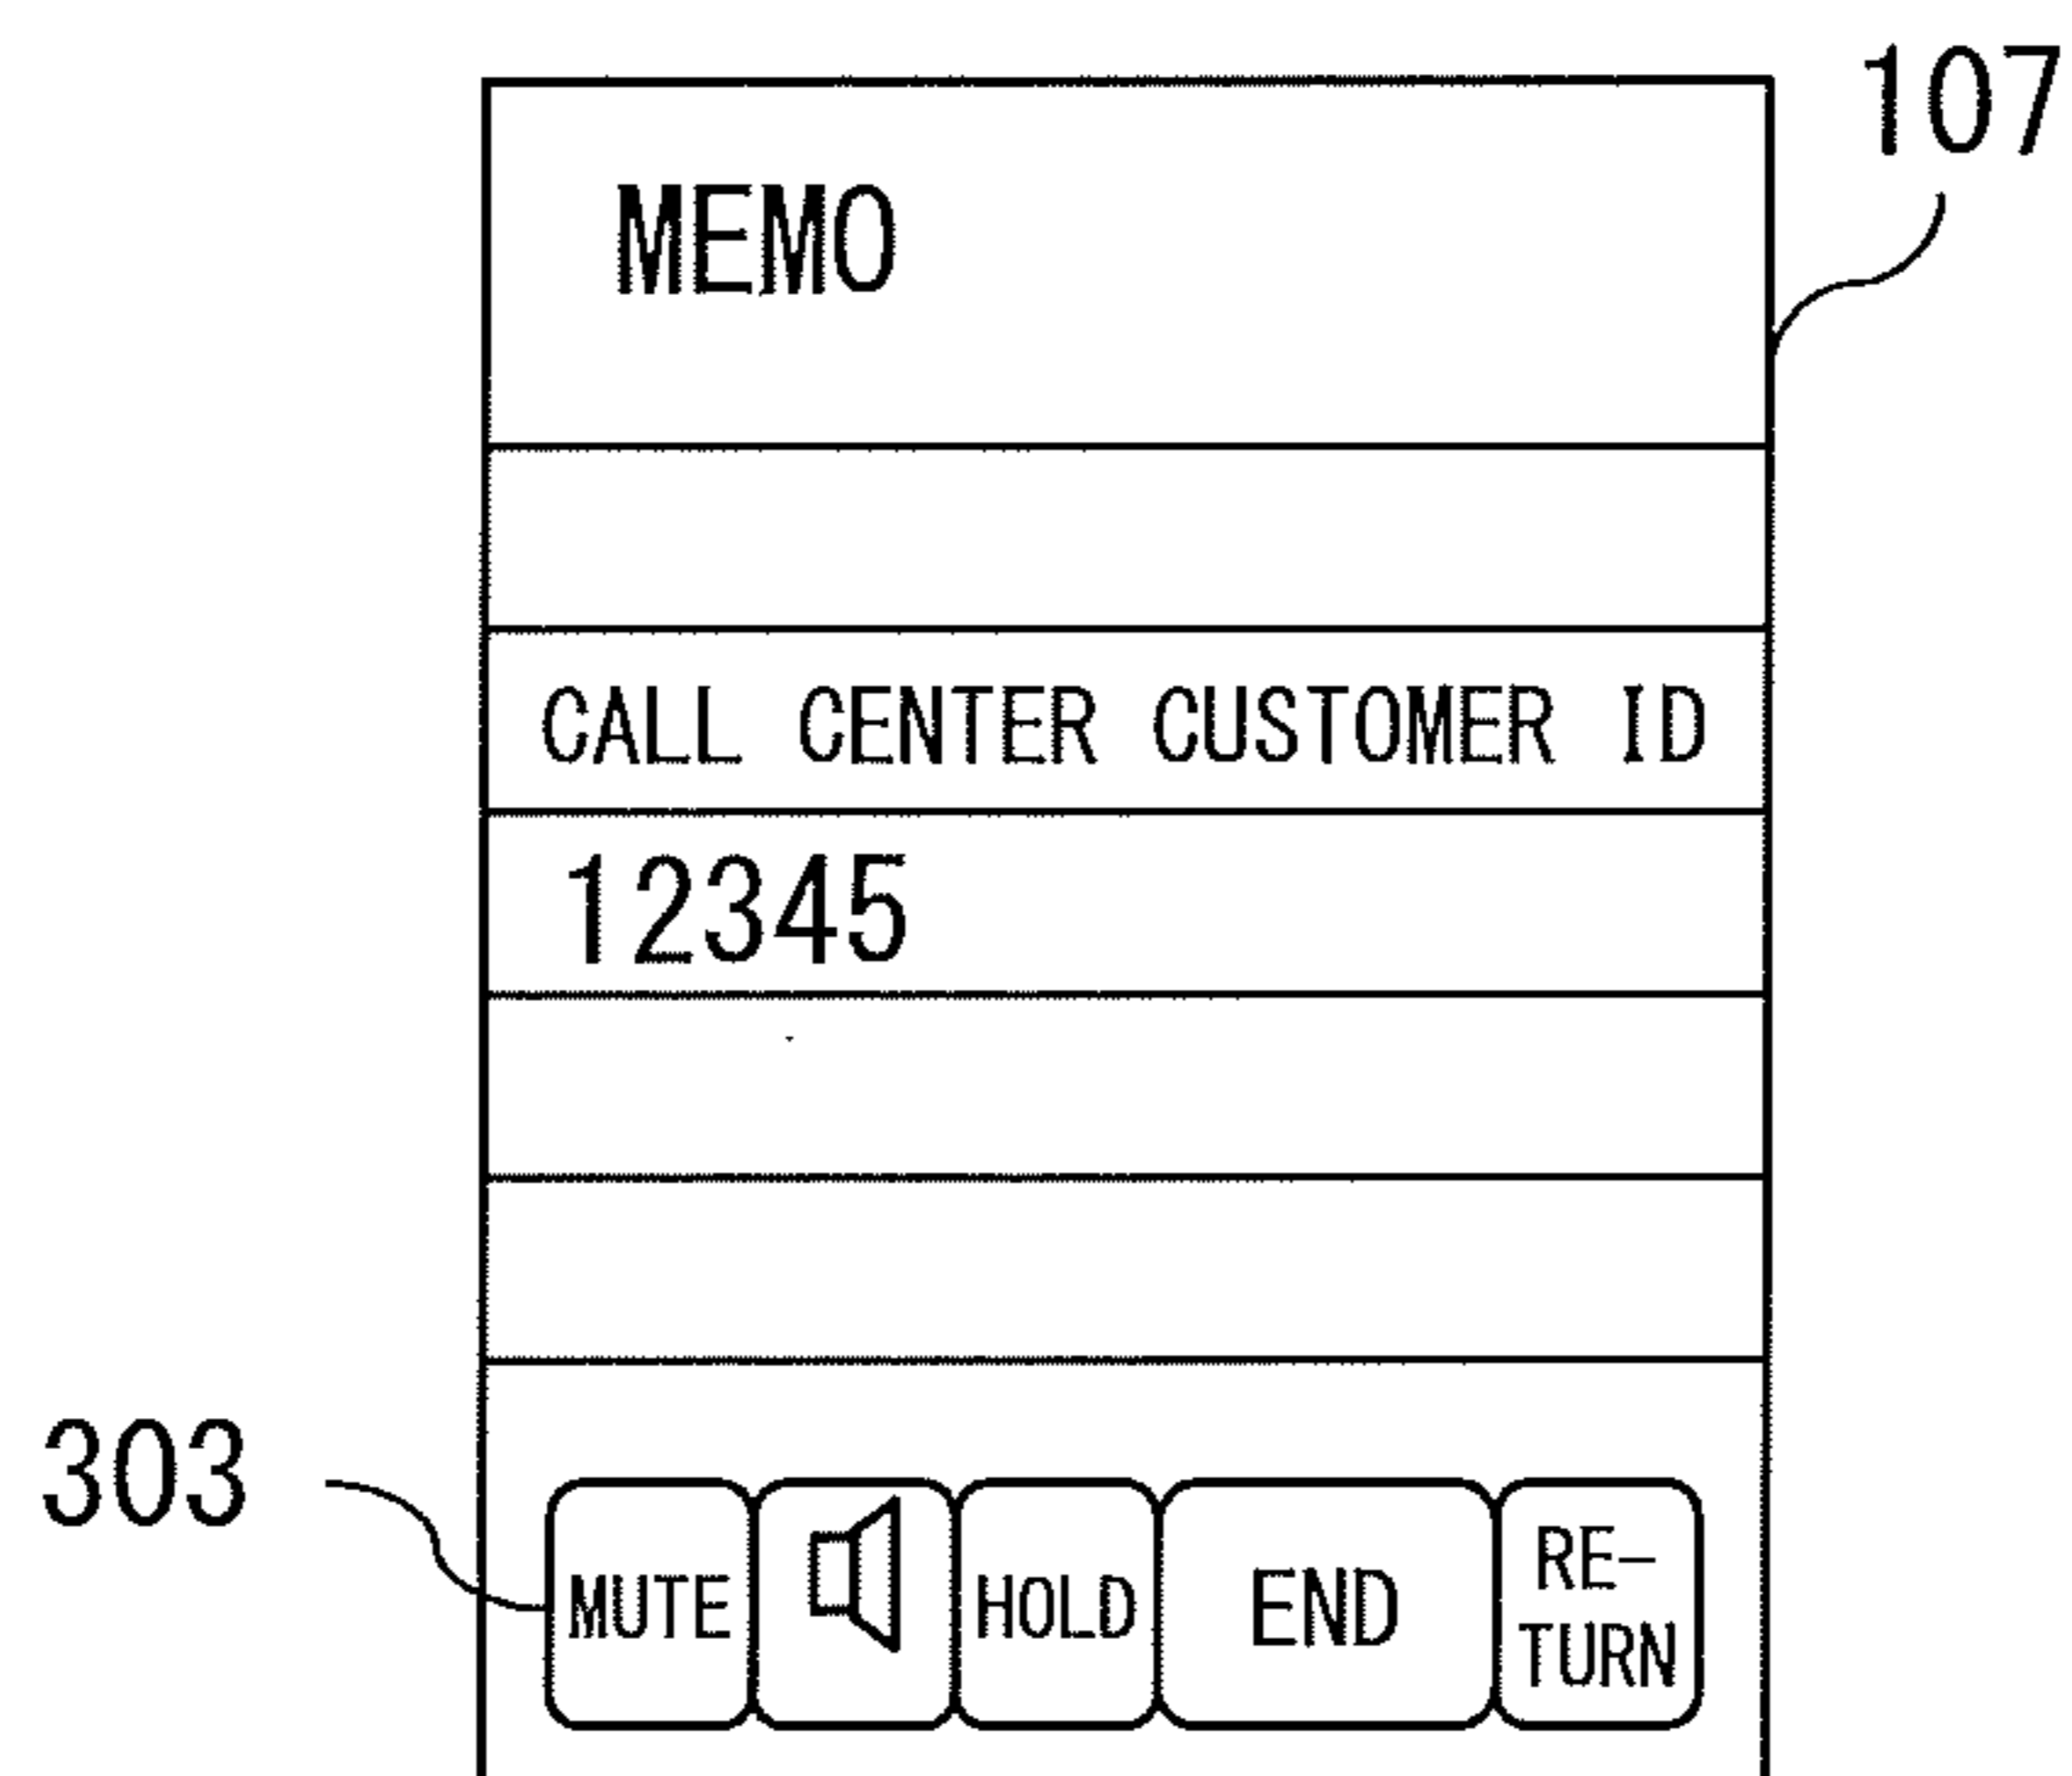 107
MEMO
CALL CENTER CUSTOMER ID
12345
303
MUTE HOLD END RE-
TURN